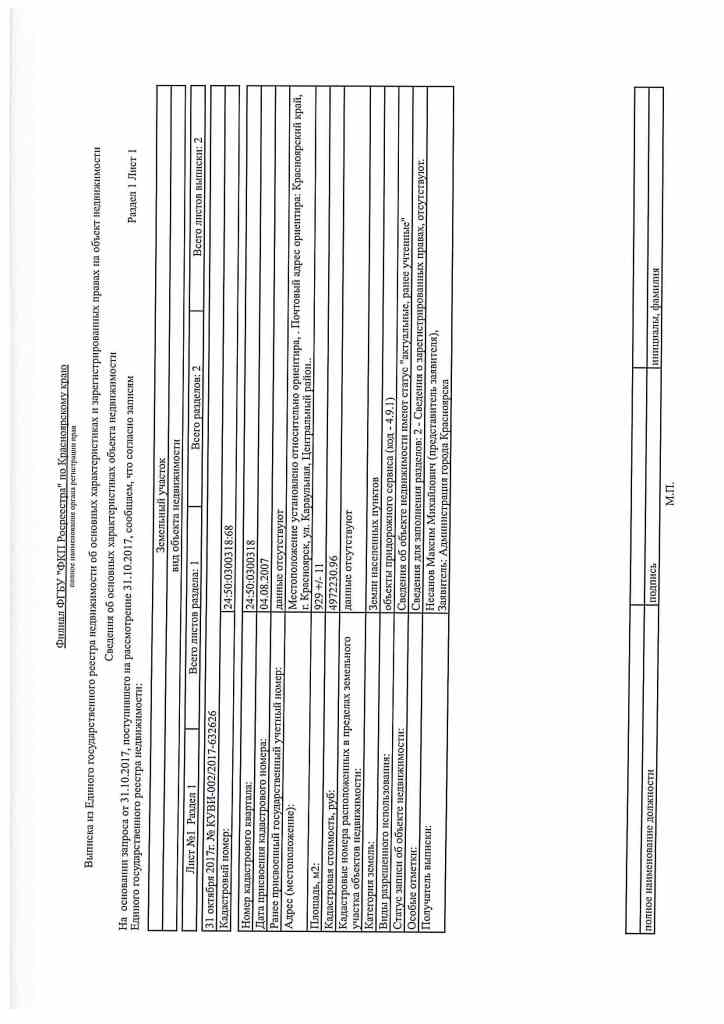 Филиал ФГБУ "ФКП Росреестра" по Красноярскому краю
полное наименование органа регистрации прав
Выписка из Единого государственного реестра недвижимости об основных характеристиках и зарегистрированных правах на объект недвижимости
Сведения об основных характеристиках объекта недвижимости
На основании запроса от 31.10.2017, поступившего на рассмотрение 31.10.2017, сообщаем, что согласно записям
Единого государственного реестра недвижимости:
Раздел 1 Лист 1
Земельный участок
вид объекта недвижимости
Лист №1 Раздел 1 Всего листов раздела: 1 Всего разделов: 2 Всего листов выписки: 2
31 октября 2017г. № КУВИ-002/2017-632626
Кадастровый номер: 24:50:0300318:68
Номер кадастрового квартала: 24:50:0300318
Дата присвоения кадастрового номера: 04.08.2007
Ранее присвоенный государственный учетный номер: данные отсутствуют
Адрес (местоположение): Местоположение установлено относительно ориентира, . Почтовый адрес ориентира: Красноярский край,
г. Красноярск, ул. Караульная, Центральный район..
Площадь, м2: 929 +/- 11
Кадастровая стоимость, руб: 4972230.96
Кадастровые номера расположенных в пределах земельного данные отсутствуют
участка объектов недвижимости:
Категория земель: Земли населенных пунктов
Виды разрешенного использования: объекты придорожного сервиса (код - 4.9.1)
Статус записи об объекте недвижимости: Сведения об объекте недвижимости имеют статус "актуальные, ранее учтенные"
Особые отметки: Сведения для заполнения разделов: 2 - Сведения о зарегистрированных правах, отсутствуют.
Получатель выписки: Несанов Максим Михайлович (представитель заявителя),
Заявитель: Администрация города Красноярска
полное наименование должности подпись инициалы, фамилия
М.П.